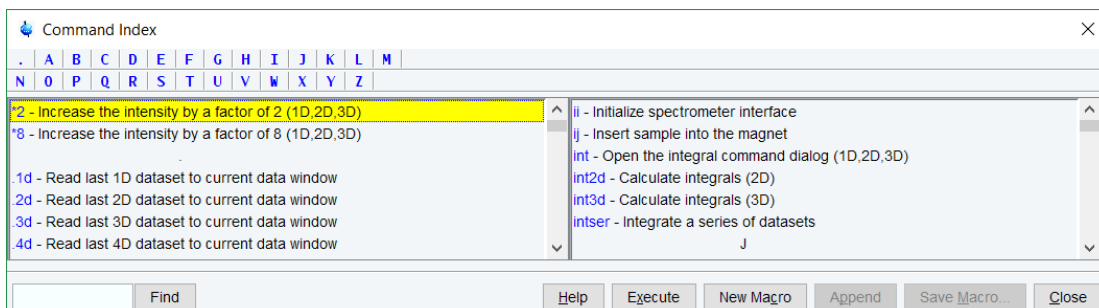 Command Index
. A B C D E F G H I J K L M
N O P Q R S T U V W X Y Z
*2 - Increase the intensity by a factor of 2 (1D,2D,3D)
*8 - Increase the intensity by a factor of 8 (1D,2D,3D)
.
.1d - Read last 1D dataset to current data window
.2d - Read last 2D dataset to current data window
.3d - Read last 3D dataset to current data window
.4d - Read last 4D dataset to current data window
ii - Initialize spectrometer interface
ij - Insert sample into the magnet
int - Open the integral command dialog (1D,2D,3D)
int2d - Calculate integrals (2D)
int3d - Calculate integrals (3D)
intser - Integrate a series of datasets
J
Find Help Execute New Macro Append Save Macro... Close